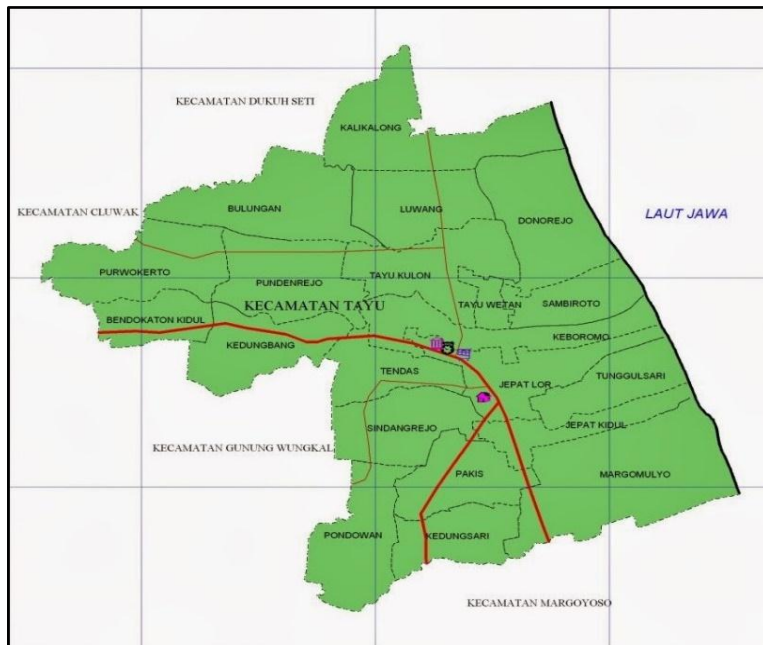 KECAMATAN DUKUH SETI
KALIKALONG
KECAMATAN CLUWAK
BULUNGAN
LUWANG
DONOREJO
LAUT JAWA
PURWOKERTO
PUNDENREJO
TAYU KULON
KECAMATAN TAYU
TAYU WETAN
SAMBIROTO
BENDOKATON KIDUL
KEDUNGBANG
KEBOROMO
TENDAS
JEPAT LOR
TUNGGULSARI
SINDANGREJO
JEPAT KIDUL
KECAMATAN GUNUNG WUNGKAL
PAKIS
MARGOMULYO
PONDOWAN
KEDUNGSARI
KECAMATAN MARGOYOSO